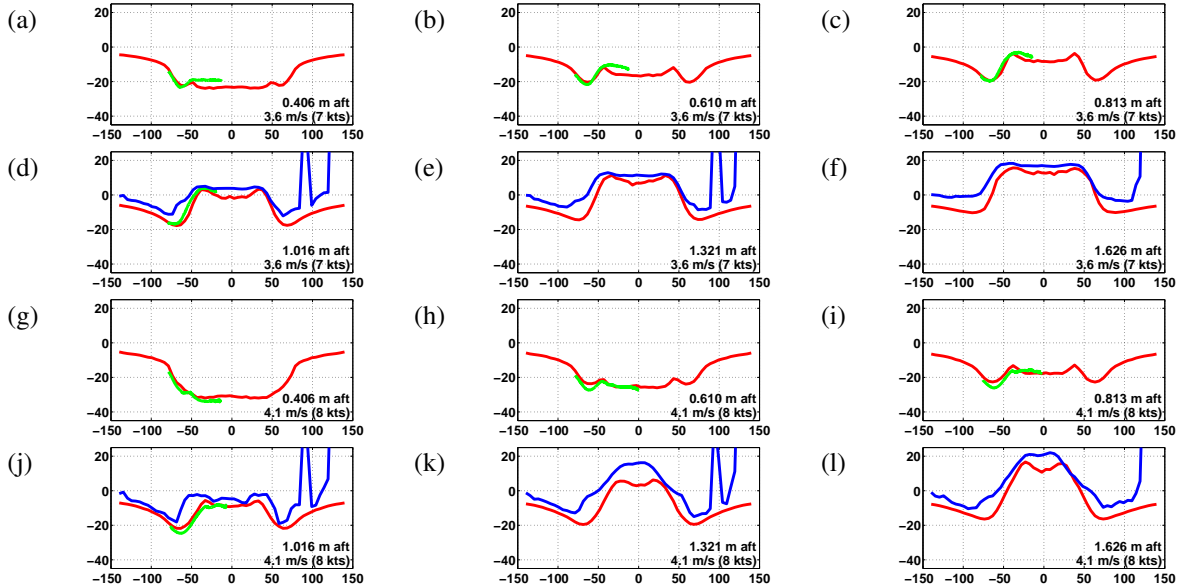 (a)
20
0
−20
−40
0.406 m aft
3.6 m/s (7 kts)
−150 −100 −50 0 50 100 150
(b)
20
0
−20
−40
0.610 m aft
3.6 m/s (7 kts)
−150 −100 −50 0 50 100 150
(c)
20
0
−20
−40
0.813 m aft
3.6 m/s (7 kts)
−150 −100 −50 0 50 100 150
(d)
20
0
−20
−40
1.016 m aft
3.6 m/s (7 kts)
−150 −100 −50 0 50 100 150
(e)
20
0
−20
−40
1.321 m aft
3.6 m/s (7 kts)
−150 −100 −50 0 50 100 150
(f)
20
0
−20
−40
1.626 m aft
3.6 m/s (7 kts)
−150 −100 −50 0 50 100 150
(g)
20
0
−20
−40
0.406 m aft
4.1 m/s (8 kts)
−150 −100 −50 0 50 100 150
(h)
20
0
−20
−40
0.610 m aft
4.1 m/s (8 kts)
−150 −100 −50 0 50 100 150
(i)
20
0
−20
−40
0.813 m aft
4.1 m/s (8 kts)
−150 −100 −50 0 50 100 150
(j)
20
0
−20
−40
1.016 m aft
4.1 m/s (8 kts)
−150 −100 −50 0 50 100 150
(k)
20
0
−20
−40
1.321 m aft
4.1 m/s (8 kts)
−150 −100 −50 0 50 100 150
(l)
20
0
−20
−40
1.626 m aft
4.1 m/s (8 kts)
−150 −100 −50 0 50 100 150